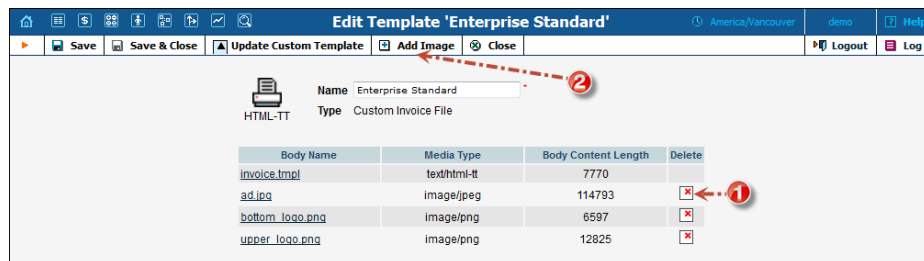 Edit Template 'Enterprise Standard' America/Vancouver demo Help
Save Save & Close Update Custom Template Add Image Close Logout Log
2
HTML-TT
Name Enterprise Standard *
Type Custom Invoice File
Body Name Media Type Body Content Length Delete
invoice.tmpl text/html-tt 7770
ad.jpg image/jpeg 114793 1
bottom_logo.png image/png 6597
upper_logo.png image/png 12825